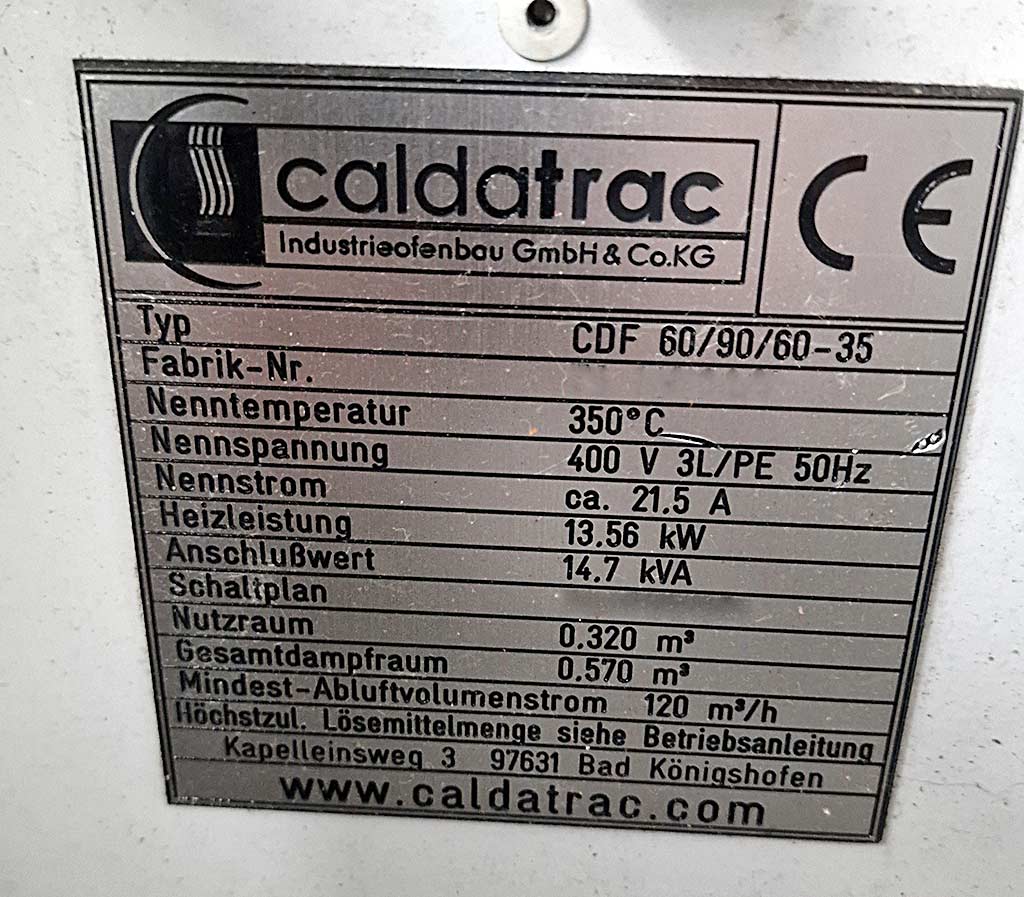 caldatrac
Industrieofenbau GmbH & Co.KG
CE
Typ CDF 60/90/60-35
Fabrik-Nr.
Nenntemperatur 350°C
Nennspannung 400 V 3L/PE 50Hz
Nennstrom ca. 21.5 A
Heizleistung 13.56 kW
Anschlußwert 14.7 kVA
Schaltplan
Nutzraum 0.320 m³
Gesamtdampfraum 0.570 m³
Mindest-Abluftvolumenstrom 120 m³/h
Höchstzul. Lösemittelmenge siehe Betriebsanleitung
Kapelleinsweg 3 97631 Bad Königshofen
www.caldatrac.com